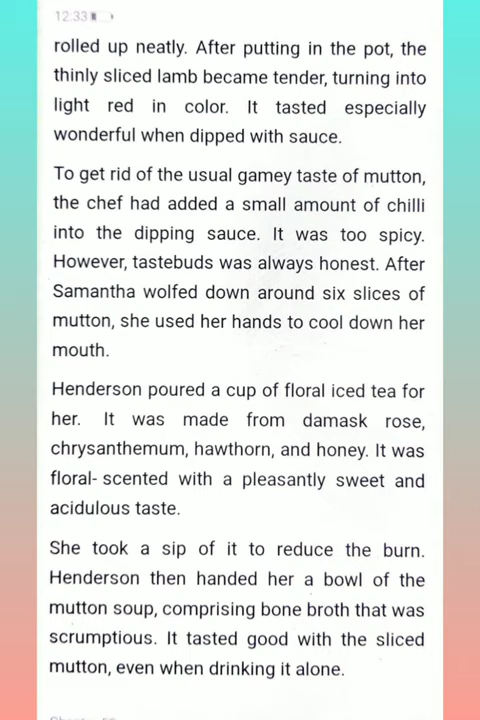 12:33
rolled up neatly. After putting in the pot, the
thinly sliced lamb became tender, turning into
light red in color. It tasted especially
wonderful when dipped with sauce.
To get rid of the usual gamey taste of mutton,
the chef had added a small amount of chilli
into the dipping sauce. It was too spicy.
However, tastebuds was always honest. After
Samantha wolfed down around six slices of
mutton, she used her hands to cool down her
mouth.
Henderson poured a cup of floral iced tea for
her. It was made from damask rose,
chrysanthemum, hawthorn, and honey. It was
floral- scented with a pleasantly sweet and
acidulous taste.
She took a sip of it to reduce the burn.
Henderson then handed her a bowl of the
mutton soup, comprising bone broth that was
scrumptious. It tasted good with the sliced
mutton, even when drinking it alone.